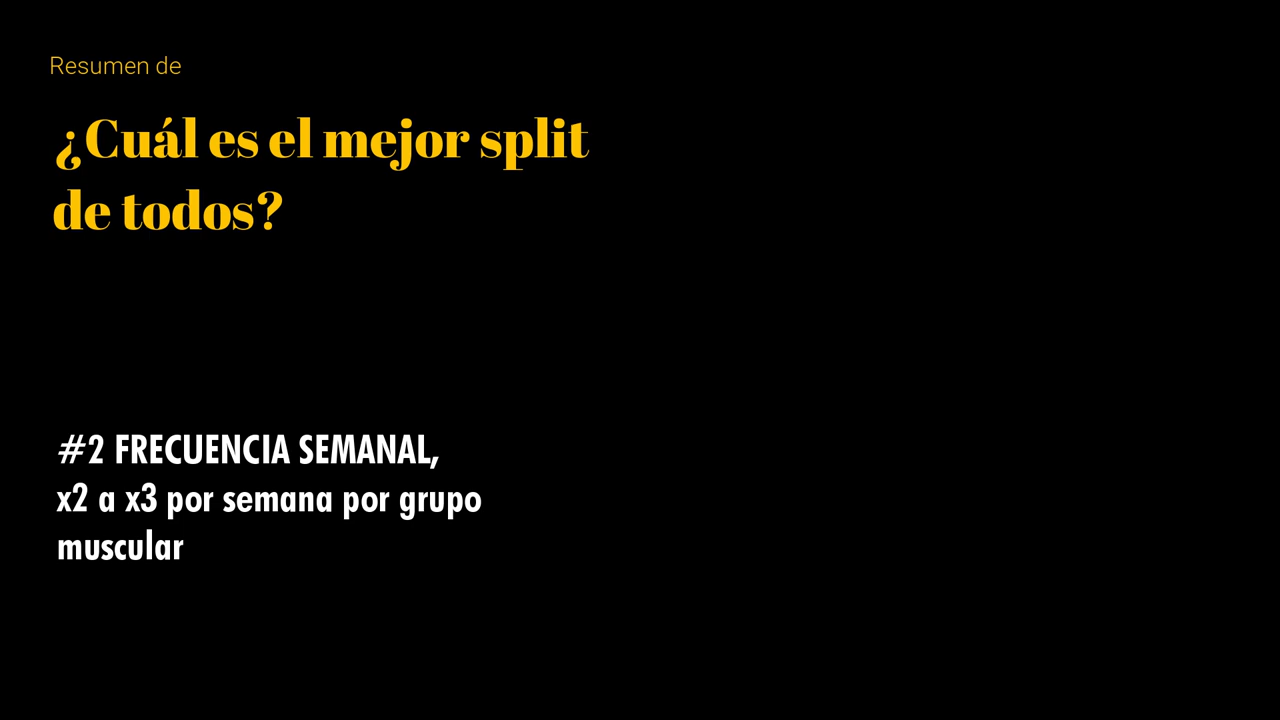 Resumen de
¿Cuál es el mejor split
de todos?
#2 FRECUENCIA SEMANAL,
x2 a x3 por semana por grupo
muscular